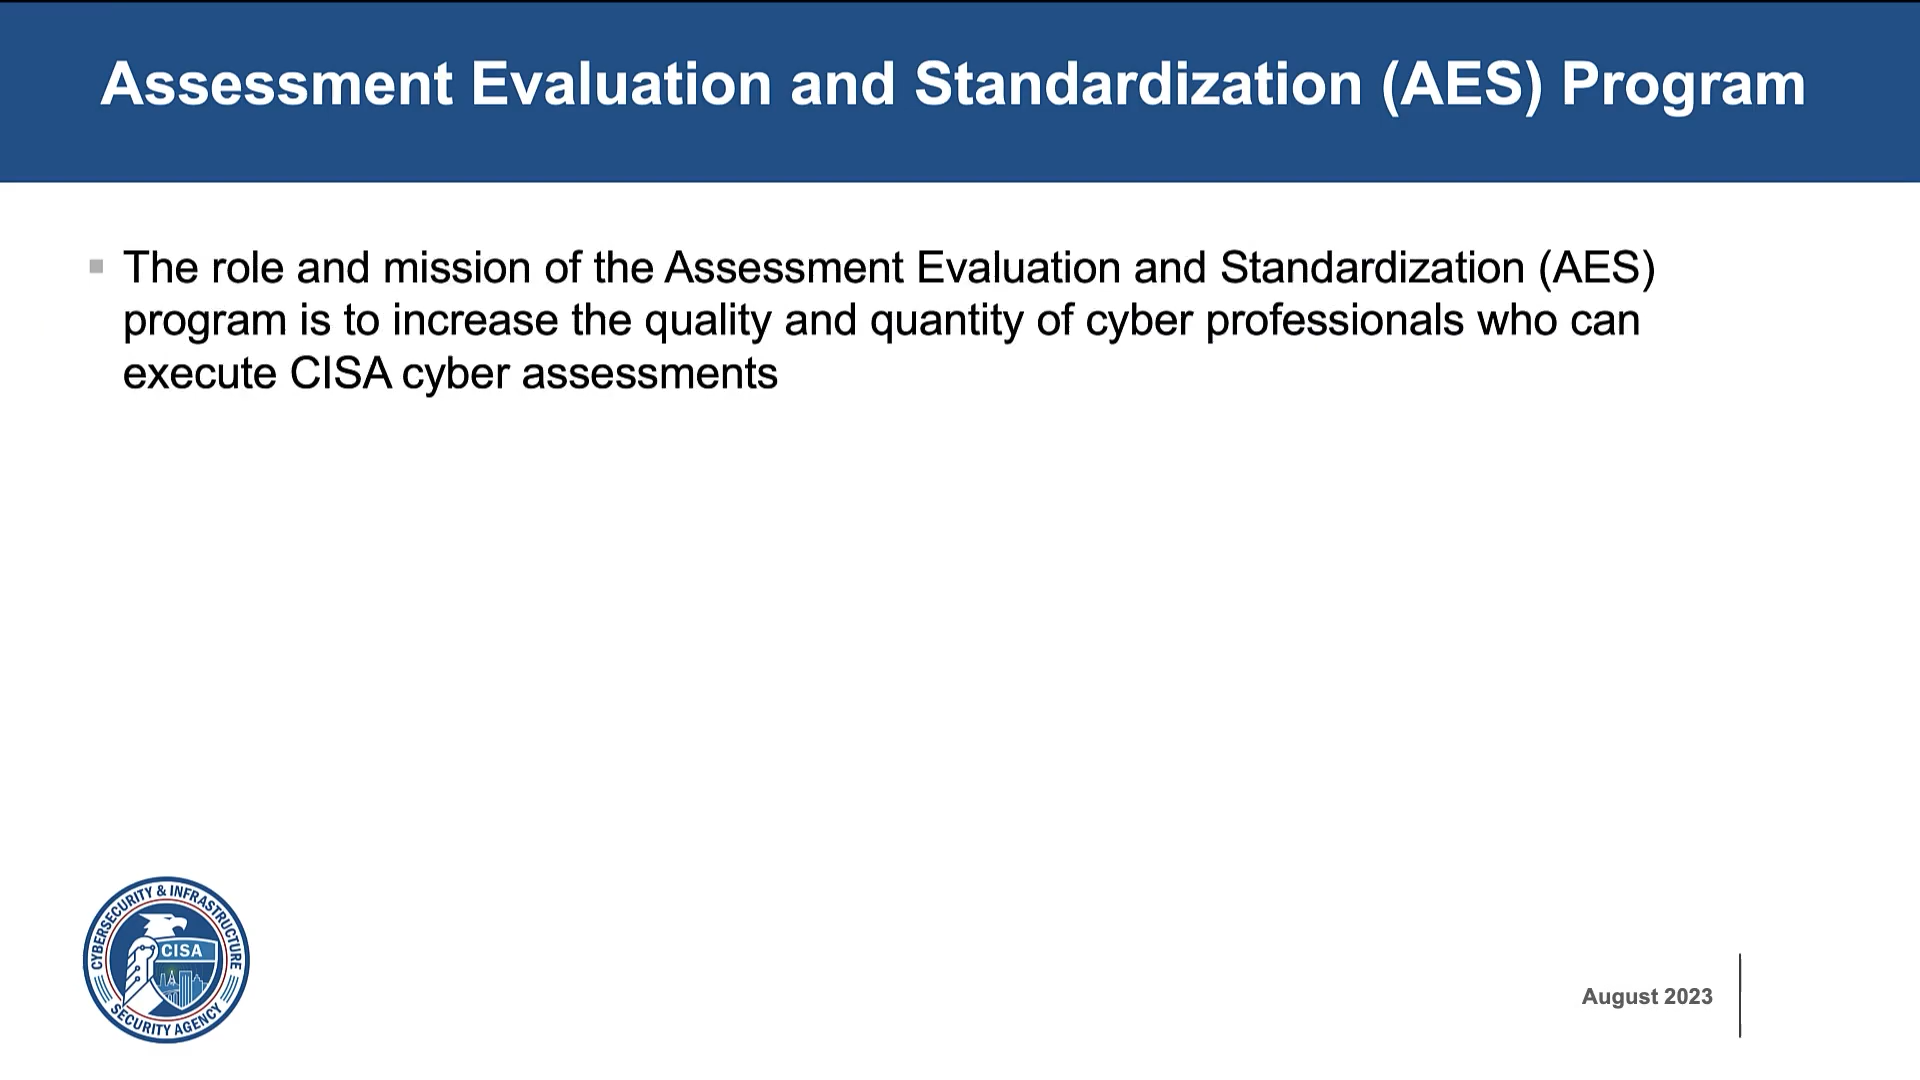 Assessment Evaluation and Standardization (AES) Program
▪ The role and mission of the Assessment Evaluation and Standardization (AES)
program is to increase the quality and quantity of cyber professionals who can
execute CISA cyber assessments
CYBERSECURITY & INFRASTRUCTURE
CISA
SECURITY AGENCY
August 2023